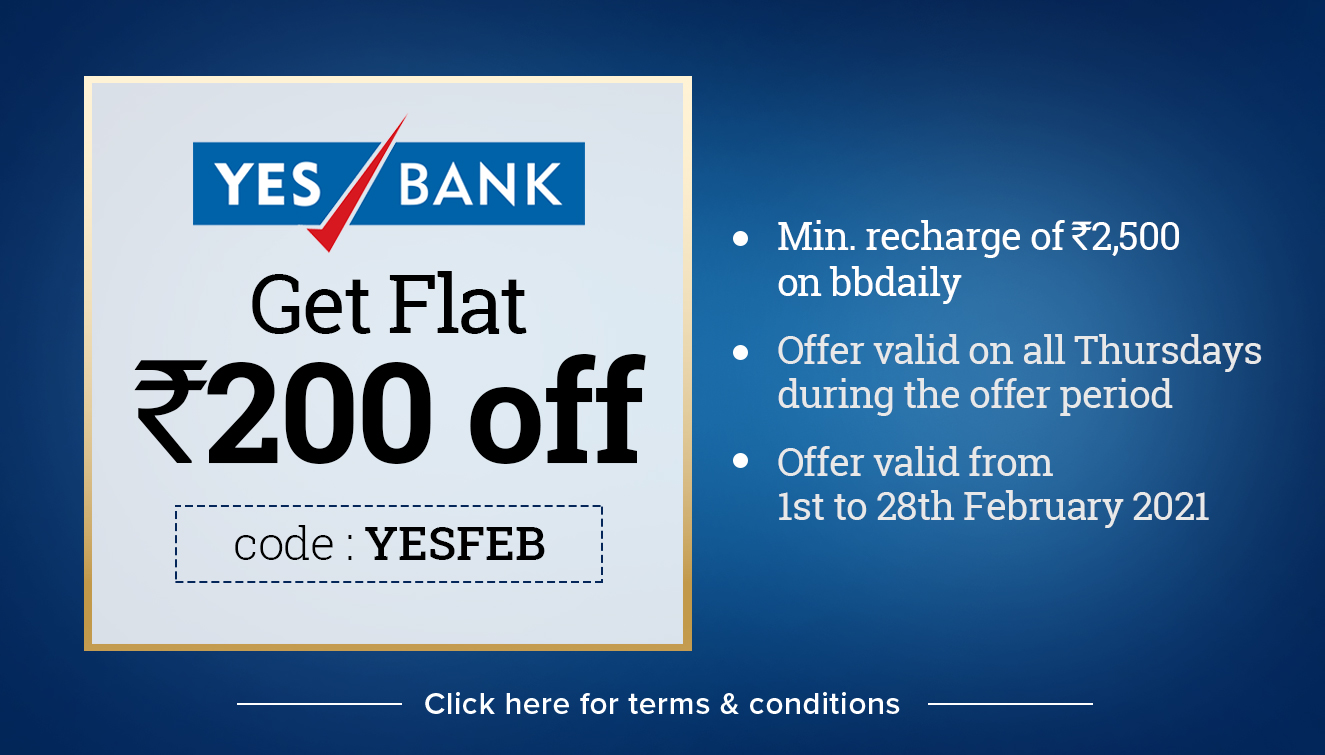 YES BANK
Get Flat
₹200 off
code : YESFEB
• Min. recharge of ₹2,500
on bbdaily
• Offer valid on all Thursdays
during the offer period
• Offer valid from
1st to 28th February 2021
Click here for terms & conditions